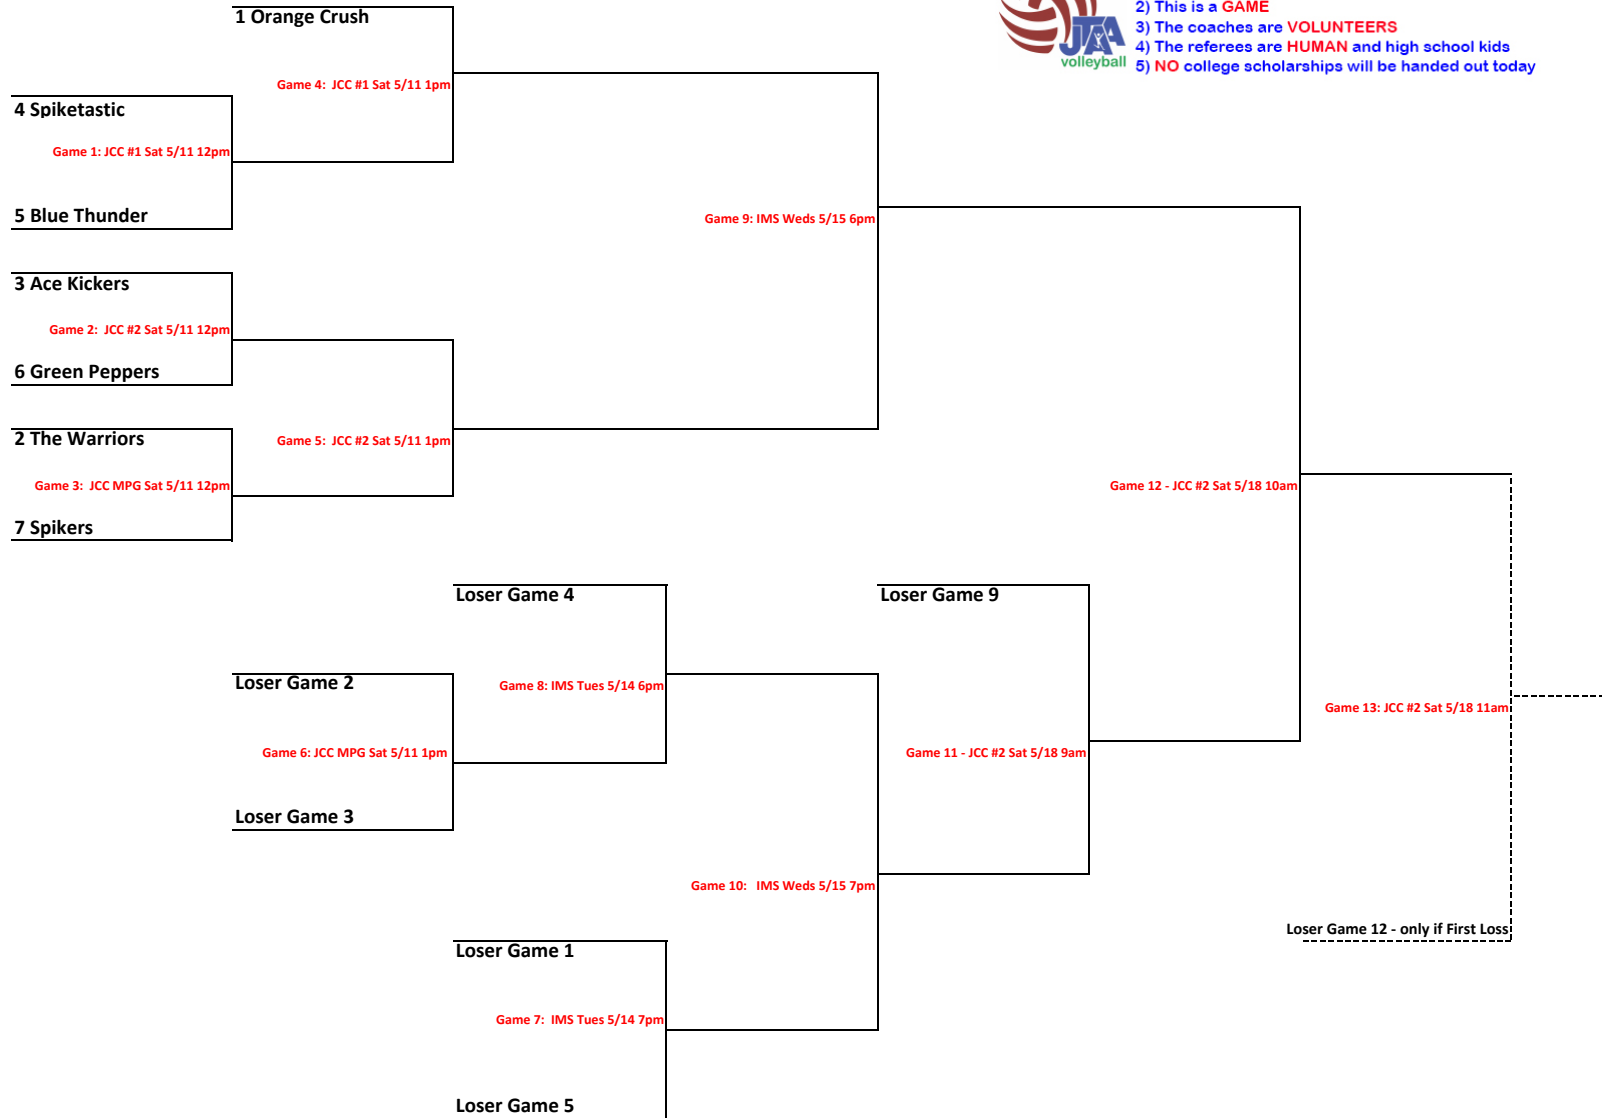 2) This is a GAME
3) The coaches are VOLUNTEERS
4) The referees are HUMAN and high school kids
5) NO college scholarships will be handed out today
JTAA
volleyball
1 Orange Crush
Game 4:  JCC #1 Sat 5/11 1pm
4 Spiketastic
Game 1: JCC #1 Sat 5/11 12pm
5 Blue Thunder
Game 9: IMS Weds 5/15 6pm
3 Ace Kickers
Game 2:  JCC #2 Sat 5/11 12pm
6 Green Peppers
2 The Warriors
Game 5:  JCC #2 Sat 5/11 1pm
Game 3:  JCC MPG Sat 5/11 12pm
7 Spikers
Game 12 - JCC #2 Sat 5/18 10am
Loser Game 4
Loser Game 9
Loser Game 2
Game 8: IMS Tues 5/14 6pm
Game 13: JCC #2 Sat 5/18 11am
Game 6: JCC MPG Sat 5/11 1pm
Game 11 - JCC #2 Sat 5/18 9am
Loser Game 3
Game 10:   IMS Weds 5/15 7pm
Loser Game 12 - only if First Loss
Loser Game 1
Game 7:  IMS Tues 5/14 7pm
Loser Game 5